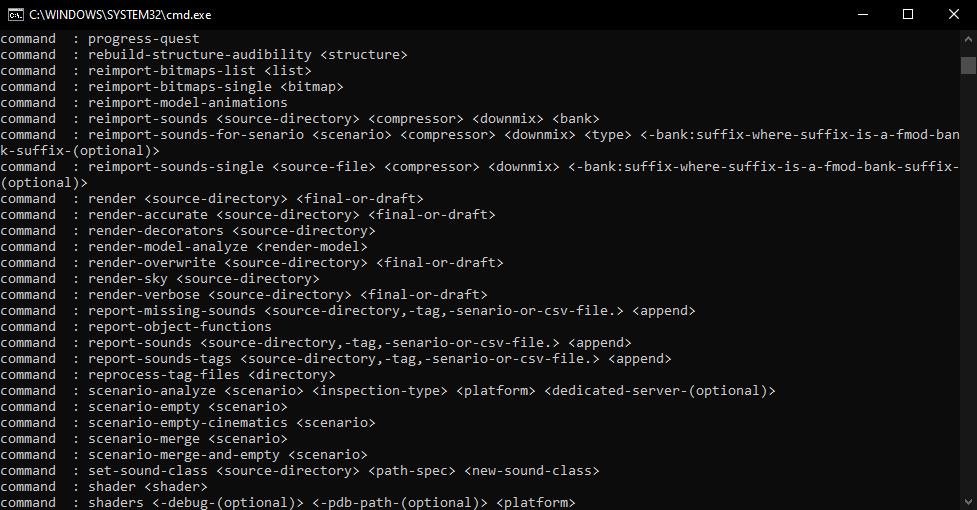 C:\WINDOWS\SYSTEM32\cmd.exe
command  : progress-quest
command  : rebuild-structure-audibility <structure>
command  : reimport-bitmaps-list <list>
command  : reimport-bitmaps-single <bitmap>
command  : reimport-model-animations
command  : reimport-sounds <source-directory> <compressor> <downmix> <bank>
command  : reimport-sounds-for-senario <scenario> <compressor> <downmix> <type> <-bank:suffix-where-suffix-is-a-fmod-ban
k-suffix-(optional)>
command  : reimport-sounds-single <source-file> <compressor> <downmix> <-bank:suffix-where-suffix-is-a-fmod-bank-suffix-
(optional)>
command  : render <source-directory> <final-or-draft>
command  : render-accurate <source-directory> <final-or-draft>
command  : render-decorators <source-directory>
command  : render-model-analyze <render-model>
command  : render-overwrite <source-directory> <final-or-draft>
command  : render-sky <source-directory>
command  : render-verbose <source-directory> <final-or-draft>
command  : report-missing-sounds <source-directory,-tag,-senario-or-csv-file.> <append>
command  : report-object-functions
command  : report-sounds <source-directory,-tag,-senario-or-csv-file.> <append>
command  : report-sounds-tags <source-directory,-tag,-senario-or-csv-file.> <append>
command  : reprocess-tag-files <directory>
command  : scenario-analyze <scenario> <inspection-type> <platform> <dedicated-server-(optional)>
command  : scenario-empty <scenario>
command  : scenario-empty-cinematics <scenario>
command  : scenario-merge <scenario>
command  : scenario-merge-and-empty <scenario>
command  : set-sound-class <source-directory> <path-spec> <new-sound-class>
command  : shader <shader>
command  : shaders <-debug-(optional)> <-pdb-path-(optional)> <platform>